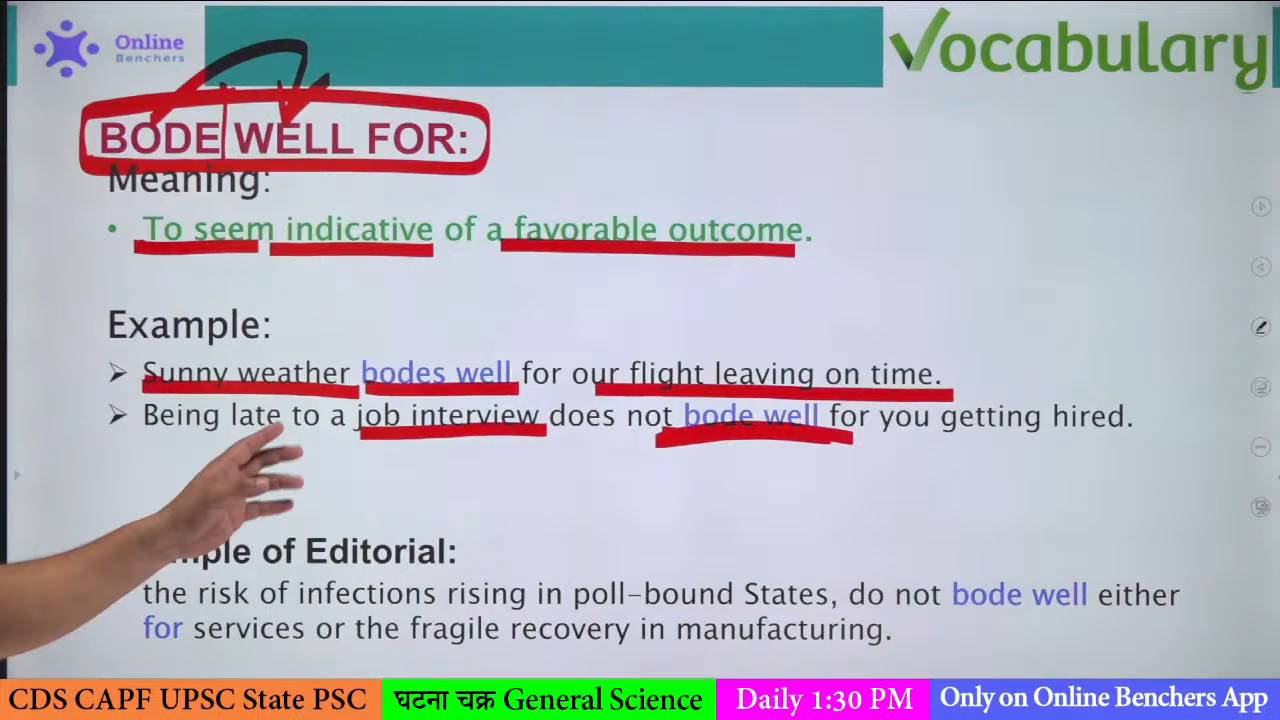 Online
Benchers
Vocabulary
BODE WELL FOR:
Meaning:
• To seem indicative of a favorable outcome.
Example:
➢ Sunny weather bodes well for our flight leaving on time.
➢ Being late to a job interview does not bode well for you getting hired.
of Editorial:
the risk of infections rising in poll-bound States, do not bode well either
for services or the fragile recovery in manufacturing.
CDS CAPF UPSC State PSC
घटना चक्र General Science
Daily 1:30 PM
Only on Online Benchers App